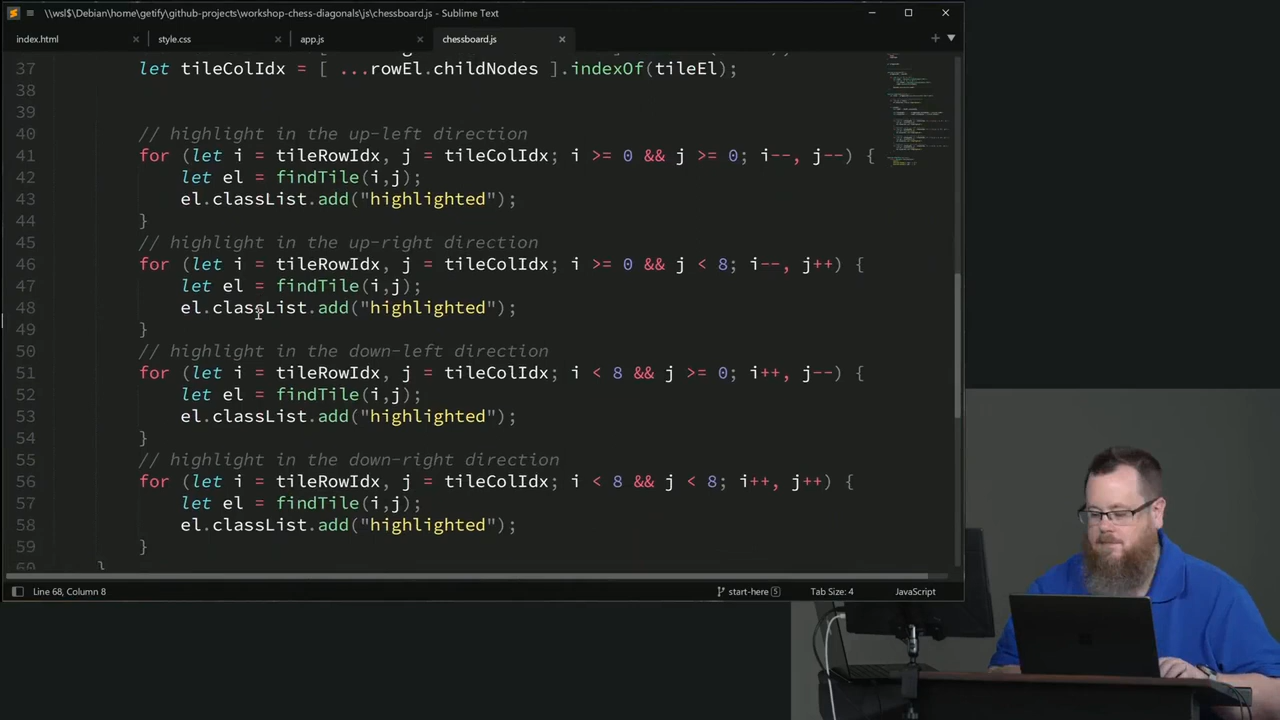 \\wsl$\Debian\home\getify\github-projects\workshop-chess-diagonals\js\chessboard.js - Sublime Text
index.html
style.css
app.js
chessboard.js
37 let tileColIdx = [ ...rowEl.childNodes ].indexOf(tileEl);
38
39
40 // highlight in the up-left direction
41 for (let i = tileRowIdx, j = tileColIdx; i >= 0 && j >= 0; i--, j--) {
42 let el = findTile(i,j);
43 el.classList.add("highlighted");
44 }
45 // highlight in the up-right direction
46 for (let i = tileRowIdx, j = tileColIdx; i >= 0 && j < 8; i--, j++) {
47 let el = findTile(i,j);
48 el.classList.add("highlighted");
49 }
50 // highlight in the down-left direction
51 for (let i = tileRowIdx, j = tileColIdx; i < 8 && j >= 0; i++, j--) {
52 let el = findTile(i,j);
53 el.classList.add("highlighted");
54 }
55 // highlight in the down-right direction
56 for (let i = tileRowIdx, j = tileColIdx; i < 8 && j < 8; i++, j++) {
57 let el = findTile(i,j);
58 el.classList.add("highlighted");
59 }
60 }
Line 68, Column 8
start-here 5
Tab Size: 4
JavaScript